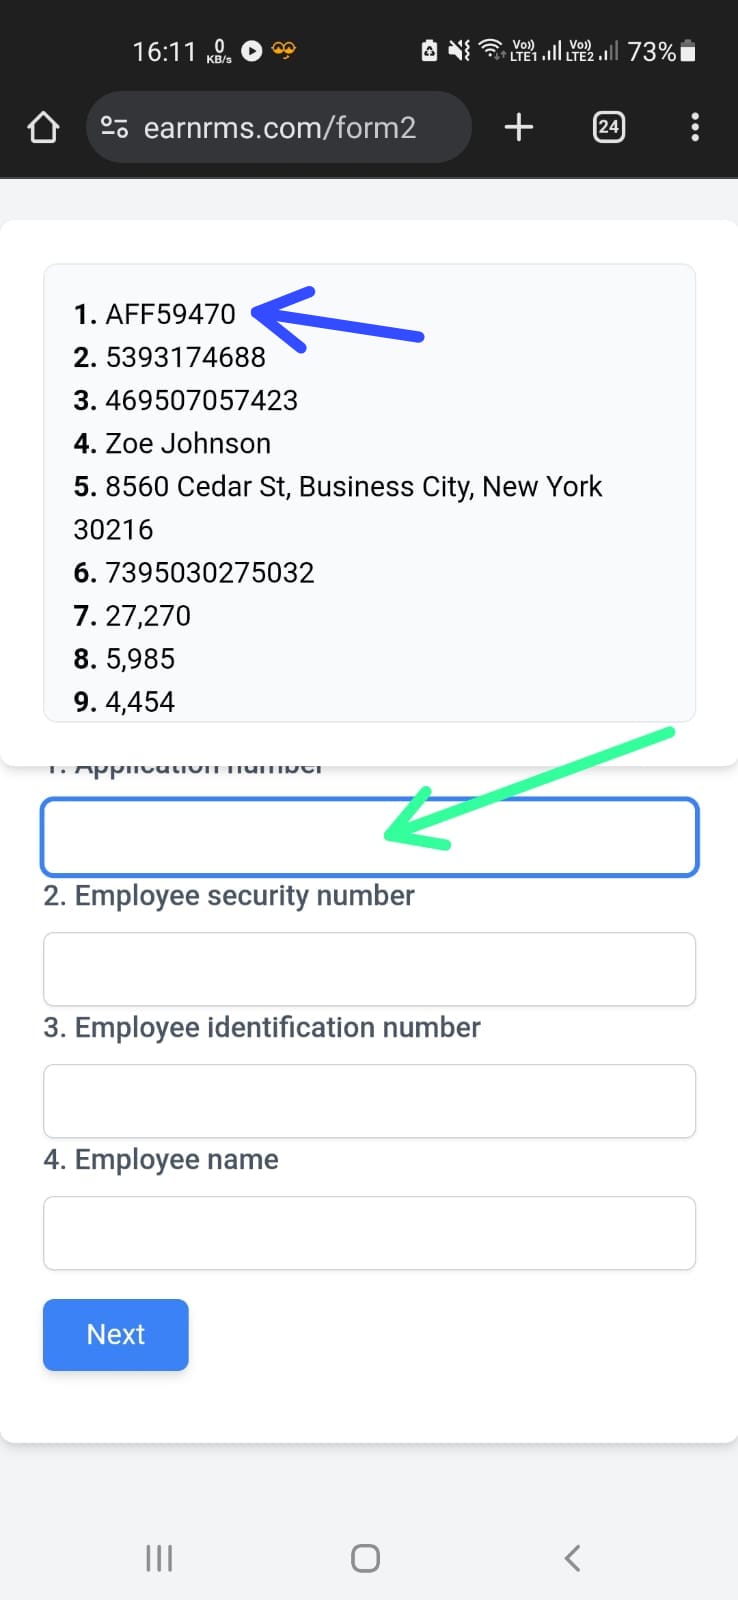 16:11 0 KB/s Vo)) LTE1 Vo)) LTE2 73%
earnrms.com/form2 24
1. AFF59470
2. 5393174688
3. 469507057423
4. Zoe Johnson
5. 8560 Cedar St, Business City, New York
30216
6. 7395030275032
7. 27,270
8. 5,985
9. 4,454
1. Application number
2. Employee security number
3. Employee identification number
4. Employee name
Next